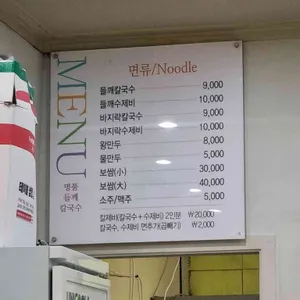 면류/Noodle
MENU
들깨칼국수 9,000
들깨수제비 10,000
바지락칼국수 9,000
바지락수제비 10,000
왕만두 8,000
물만두 5,000
보쌈(小) 30,000
보쌈(大) 40,000
소주/맥주 5,000
명품
들깨
칼국수
칼제비(칼국수+수제비) 2인분 ₩20,000
칼국수, 수제비 면추가(곱빼기) ₩2,000